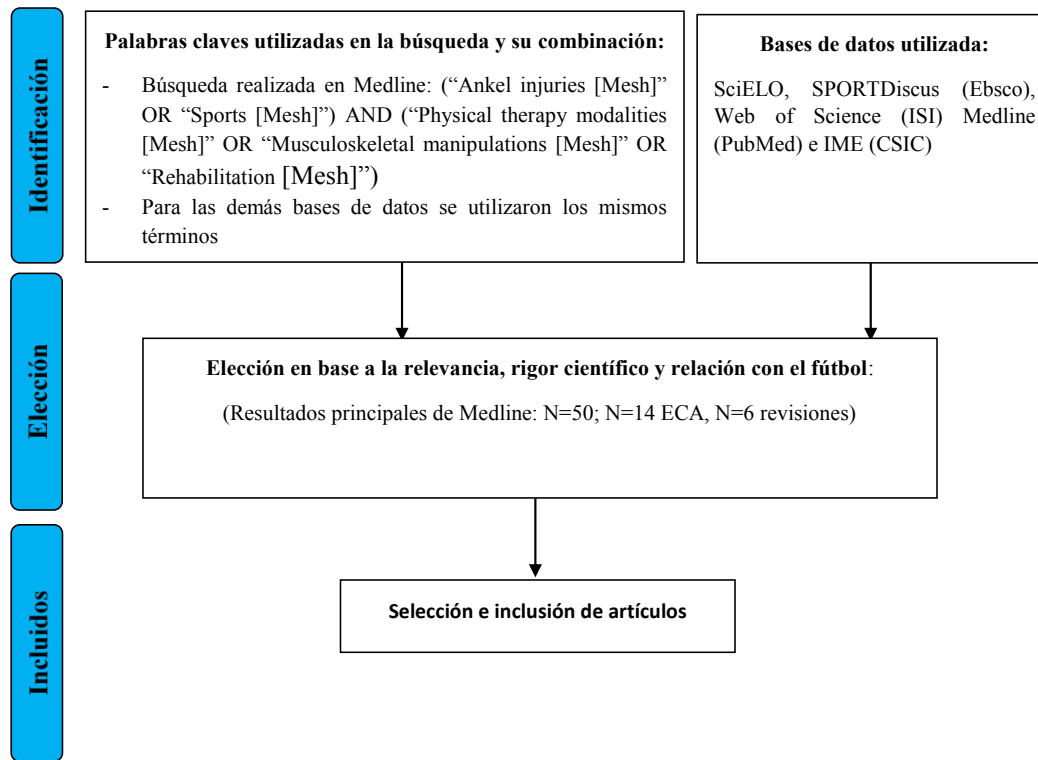 Identificación
Palabras claves utilizadas en la búsqueda y su combinación:
- Búsqueda realizada en Medline: (“Ankel injuries [Mesh]”
OR “Sports [Mesh]”) AND (“Physical therapy modalities
[Mesh]” OR “Musculoskeletal manipulations [Mesh]” OR
“Rehabilitation [Mesh]”)
- Para las demás bases de datos se utilizaron los mismos
términos
Bases de datos utilizada:
SciELO, SPORTDiscus (Ebsco),
Web of Science (ISI) Medline
(PubMed) e IME (CSIC)
Elección
Elección en base a la relevancia, rigor científico y relación con el fútbol:
(Resultados principales de Medline: N=50; N=14 ECA, N=6 revisiones)
Incluidos
Selección e inclusión de artículos